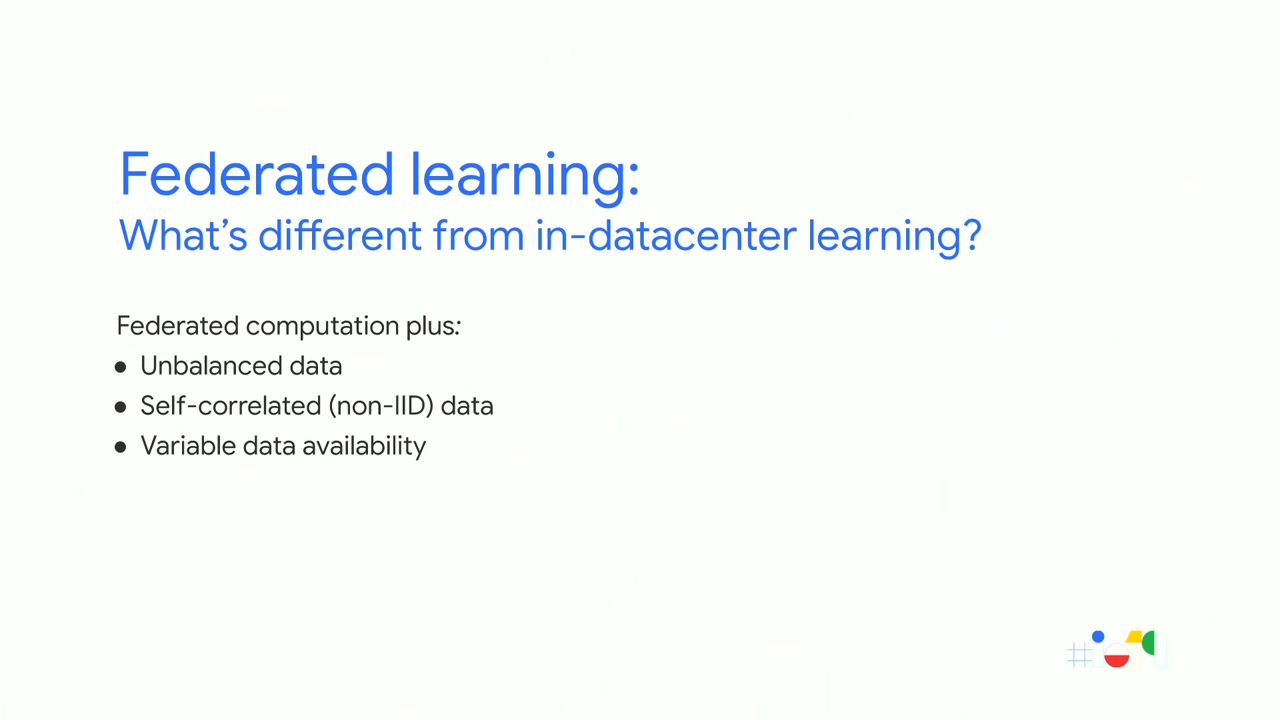 Federated learning:
What's different from in-datacenter learning?
Federated computation plus:
● Unbalanced data
● Self-correlated (non-IID) data
● Variable data availability